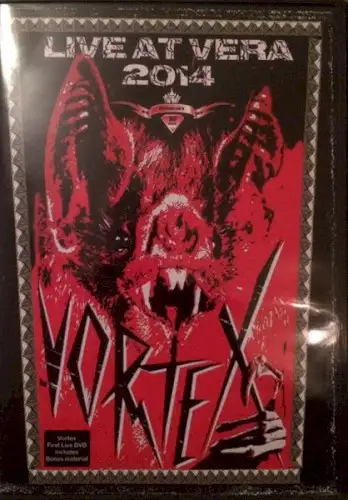 LIVE AT VERA
2014
VORTEX
Vortex
First Live DVD
includes
Bonus material